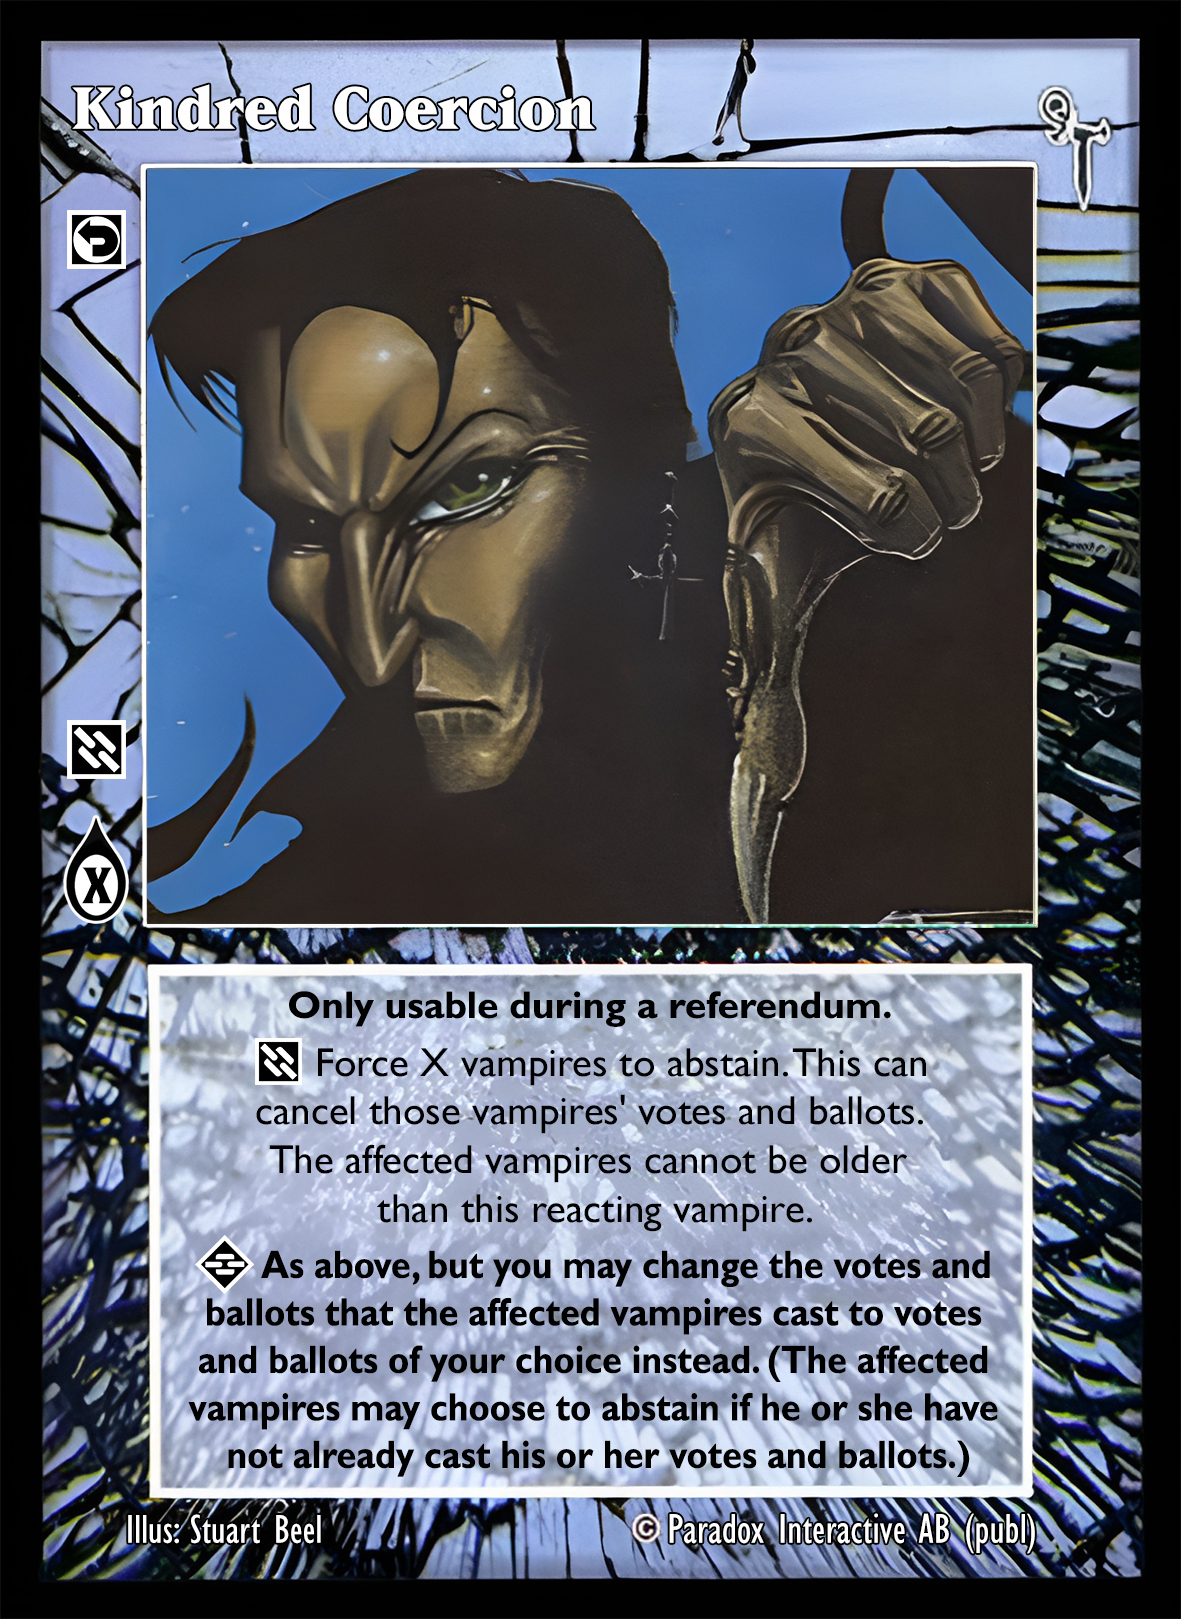 Kindred Coercion
X
Only usable during a referendum.
Force X vampires to abstain. This can
cancel those vampires' votes and ballots.
The affected vampires cannot be older
than this reacting vampire.
As above, but you may change the votes and
ballots that the affected vampires cast to votes
and ballots of your choice instead. (The affected
vampires may choose to abstain if he or she have
not already cast his or her votes and ballots.)
Illus: Stuart Beel
© Paradox Interactive AB (publ)